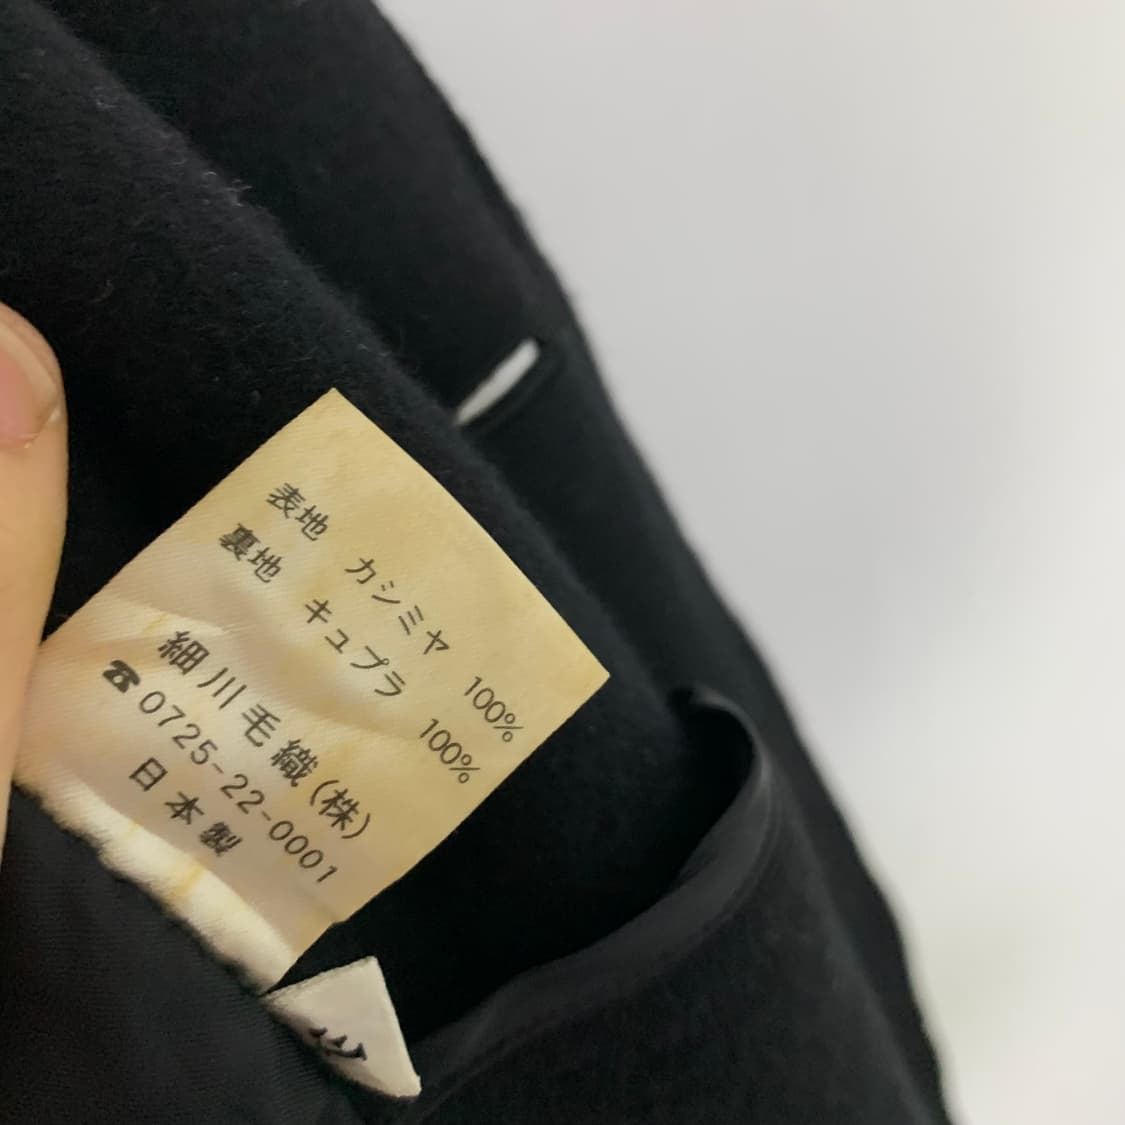 表地 カシミヤ 100%
裏地 キュプラ 100%
細川毛織(株)
☎0725-22-0001
日本製